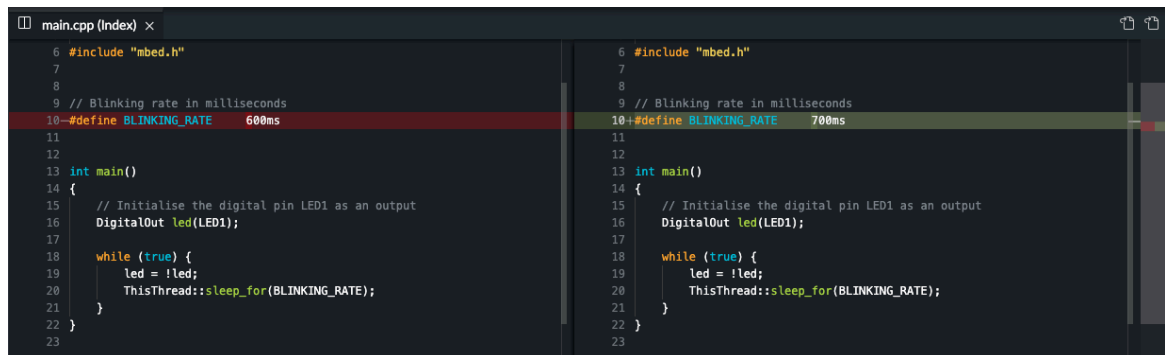 main.cpp (Index) ×
6 #include "mbed.h"
7
8
9 // Blinking rate in milliseconds
10—#define BLINKING_RATE     600ms
11
12
13 int main()
14 {
15     // Initialise the digital pin LED1 as an output
16     DigitalOut led(LED1);
17
18     while (true) {
19         led = !led;
20         ThisThread::sleep_for(BLINKING_RATE);
21     }
22 }
23
6 #include "mbed.h"
7
8
9 // Blinking rate in milliseconds
10+#define BLINKING_RATE     700ms
11
12
13 int main()
14 {
15     // Initialise the digital pin LED1 as an output
16     DigitalOut led(LED1);
17
18     while (true) {
19         led = !led;
20         ThisThread::sleep_for(BLINKING_RATE);
21     }
22 }
23